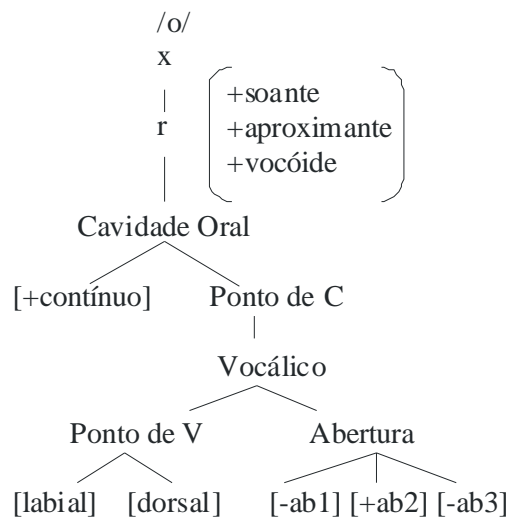 /o/
x
+soante
r +aproximante
+vocóide
Cavidade Oral
[+contínuo] Ponto de C
Vocálico
Ponto de V Abertura
[labial] [dorsal] [-ab1] [+ab2] [-ab3]